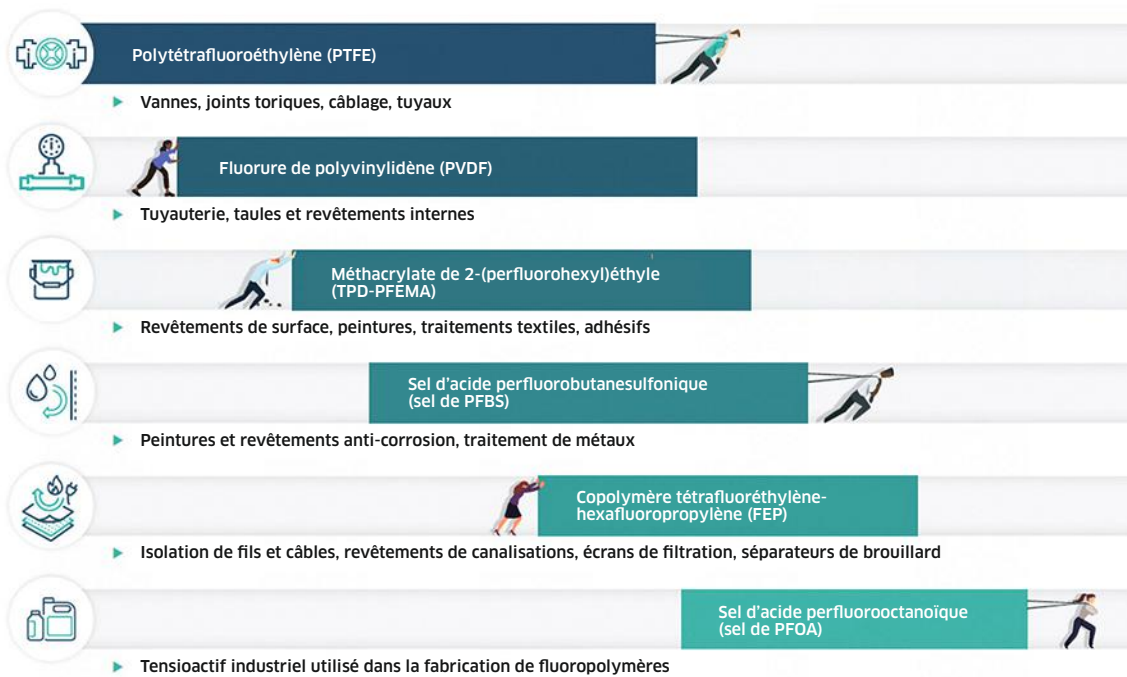 Polytétrafluoroéthylène (PTFE)
Vannes, joints toriques, câblage, tuyaux
Fluorure de polyvinylidène (PVDF)
Tuyauterie, taules et revêtements internes
Méthacrylate de 2-(perfluorohexyl)éthyle
(TPD-PFEMA)
Revêtements de surface, peintures, traitements textiles, adhésifs
Sel d'acide perfluorobutanesulfonique
(sel de PFBS)
Peintures et revêtements anti-corrosion, traitement de métaux
Copolymère tétrafluoréthylène-
hexafluoropropylène (FEP)
Isolation de fils et câbles, revêtements de canalisations, écrans de filtration, séparateurs de brouillard
Sel d'acide perfluorooctanoïque
(sel de PFOA)
Tensioactif industriel utilisé dans la fabrication de fluoropolymères